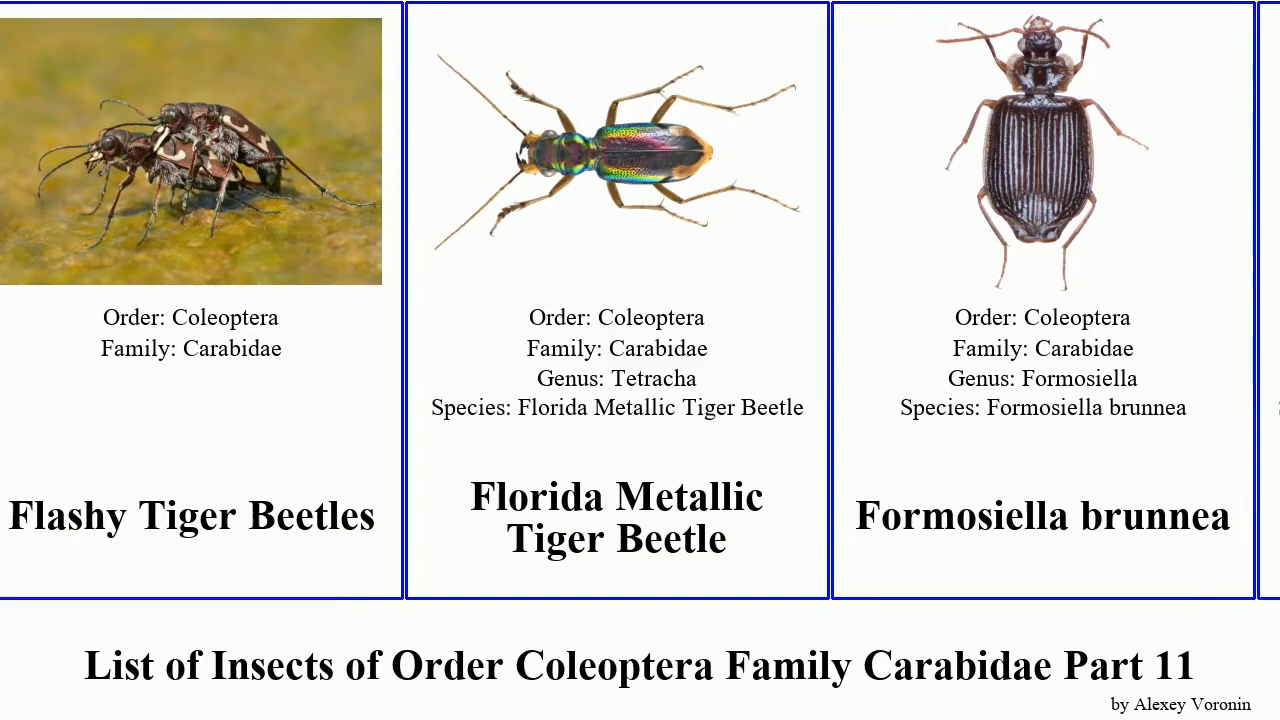 Order: Coleoptera
Family: Carabidae
Flashy Tiger Beetles
Order: Coleoptera
Family: Carabidae
Genus: Tetracha
Species: Florida Metallic Tiger Beetle
Florida Metallic
Tiger Beetle
Order: Coleoptera
Family: Carabidae
Genus: Formosiella
Species: Formosiella brunnea
Formosiella brunnea
List of Insects of Order Coleoptera Family Carabidae Part 11
by Alexey Voronin